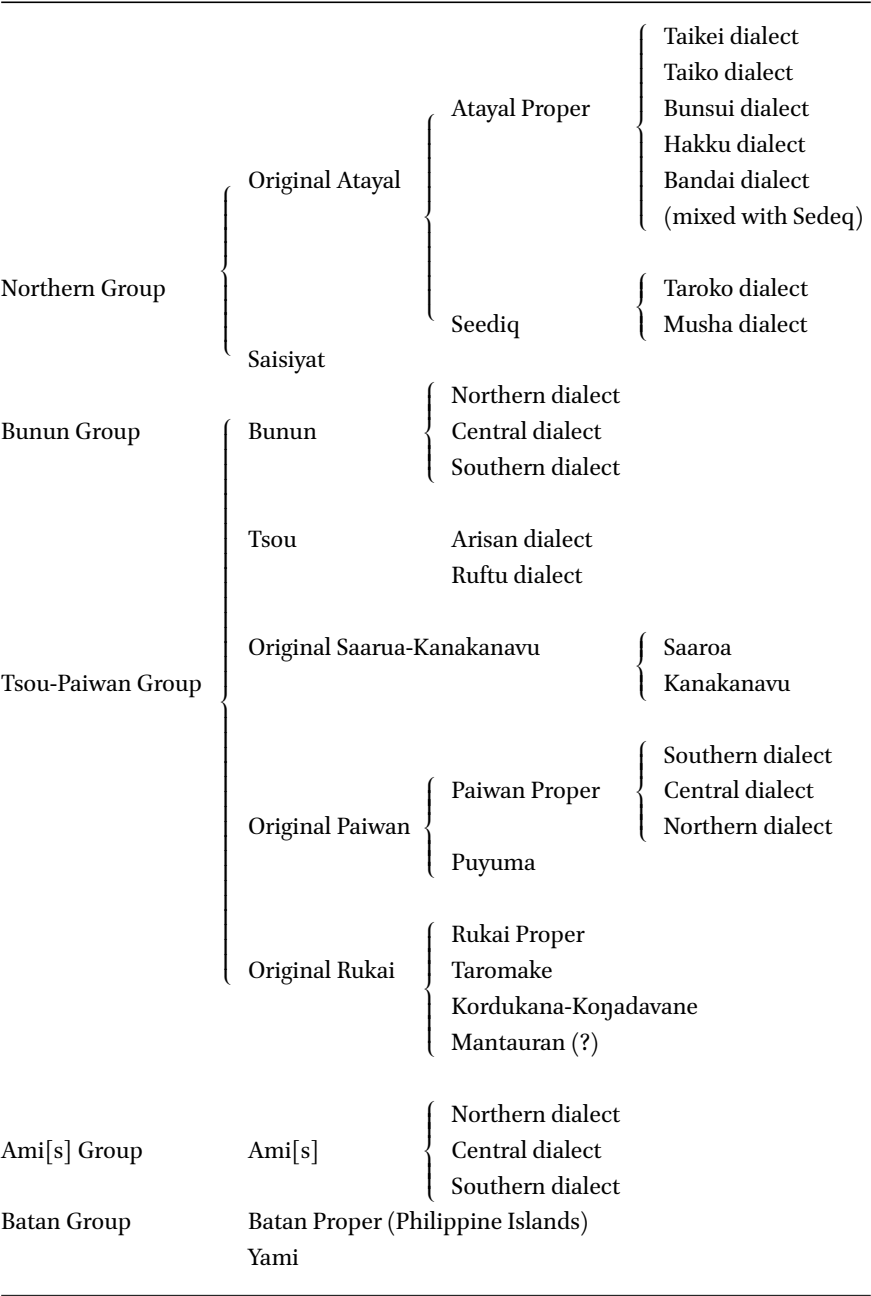 Taikei dialect
Taiko dialect
Atayal Proper Bunsui dialect
Hakku dialect
Original Atayal Bandai dialect
(mixed with Sedeq)
Northern Group Taroko dialect
Seediq Musha dialect
Saisiyat
Northern dialect
Bunun Group Bunun Central dialect
Southern dialect
Tsou Arisan dialect
Ruftu dialect
Original Saarua-Kanakanavu Saaroa
Tsou-Paiwan Group Kanakanavu
Southern dialect
Paiwan Proper Central dialect
Original Paiwan Northern dialect
Puyuma
Rukai Proper
Original Rukai Taromake
Kordukana-Koŋadavane
Mantauran (?)
Northern dialect
Ami[s] Group Ami[s] Central dialect
Southern dialect
Batan Group Batan Proper (Philippine Islands)
Yami